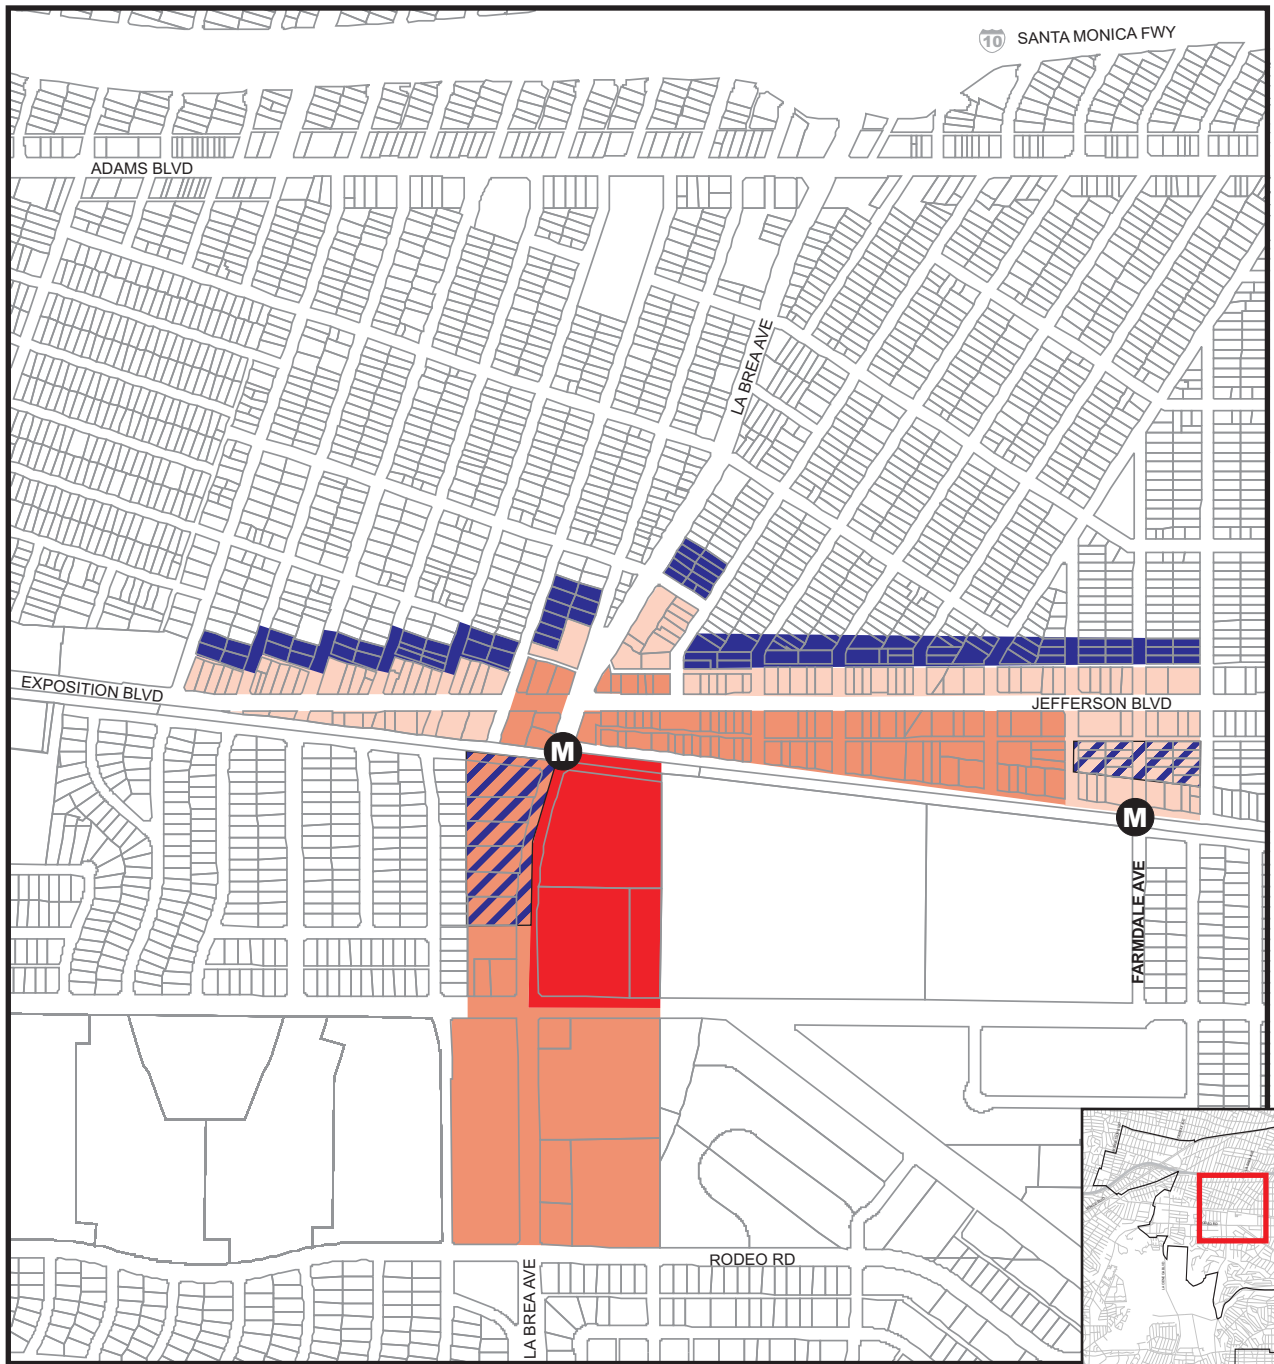 10 SANTA MONICA FWY
ADAMS BLVD
LA BREA AVE
EXPOSITION BLVD
JEFFERSON BLVD
M
M
FARMDALE AVE
RODEO RD
LA BREA AVE